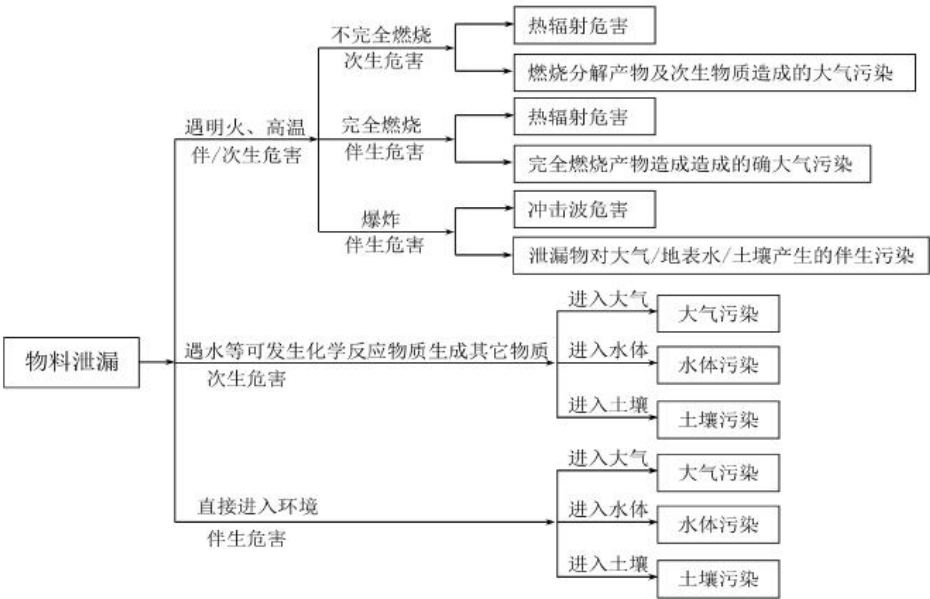 不完全燃烧
次生危害
热辐射危害
燃烧分解产物及次生物质造成的大气污染
遇明火、高温
伴/次生危害
完全燃烧
伴生危害
热辐射危害
完全燃烧产物造成造成的确大气污染
爆炸
伴生危害
冲击波危害
泄漏物对大气/地表水/土壤产生的伴生污染
物料泄漏
遇水等可发生化学反应物质生成其它物质
次生危害
进入大气
大气污染
进入水体
水体污染
进入土壤
土壤污染
直接进入环境
伴生危害
进入大气
大气污染
进入水体
水体污染
进入土壤
土壤污染